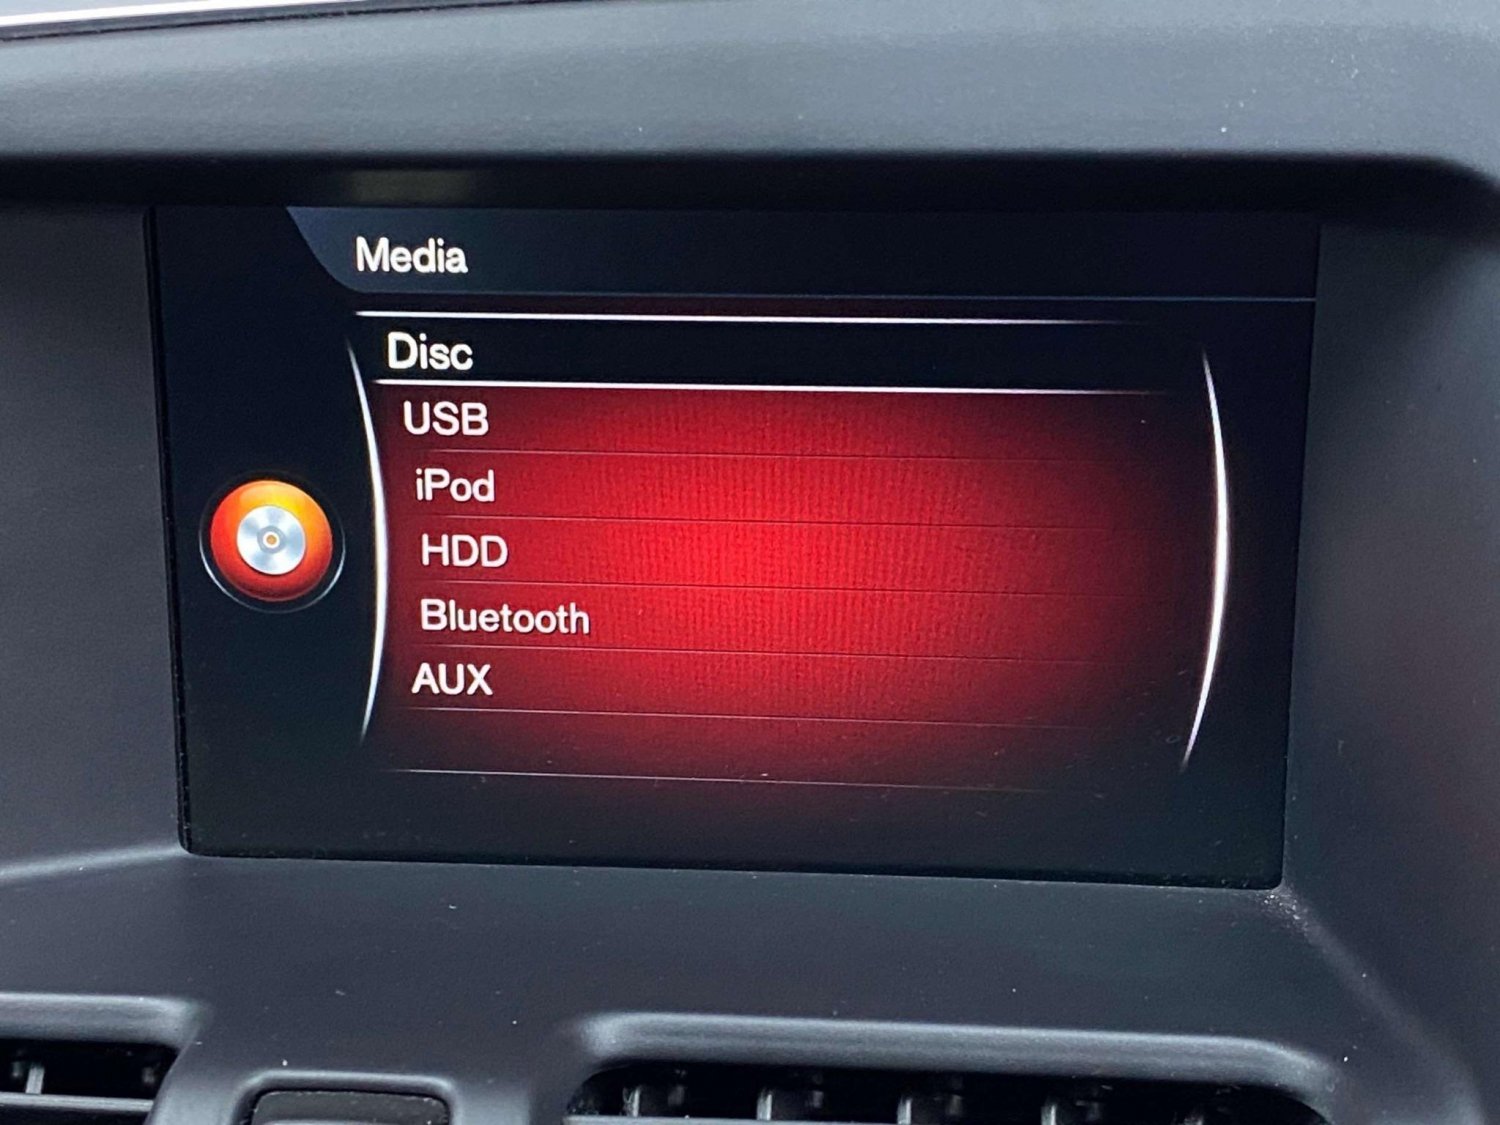 Media
Disc
USB
iPod
HDD
Bluetooth
AUX